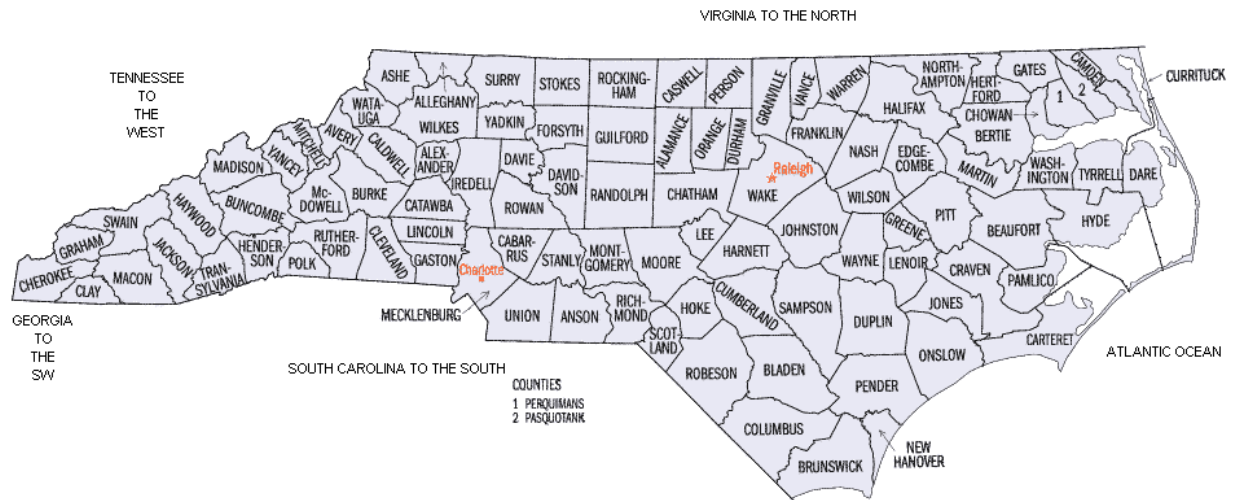 VIRGINIA TO THE NORTH
TENNESSEE
TO
THE
WEST
ASHE
ALLEGHANY
SURRY
STOKES
ROCKING-
HAM
CASWELL
PERSON
GRANVILLE
VANCE
WARREN
NORTH-
AMPTON
HERT-
FORD
GATES
CAMDEN
CURRITUCK
WATA-
UGA
WILKES
YADKIN
FORSYTH
GUILFORD
ALAMANCE
ORANGE
DURHAM
FRANKLIN
HALIFAX
CHOWAN
BERTIE
1
2
MITCHELL
AVERY
CALDWELL
ALEX-
ANDER
IREDELL
DAVIE
DAVID-
SON
RANDOLPH
CHATHAM
Raleigh
WAKE
NASH
EDGE-
COMBE
MARTIN
WASH-
INGTON
TYRRELL
DARE
MADISON
YANCEY
Mc-
DOWELL
BURKE
CATAWBA
ROWAN
WILSON
PITT
BEAUFORT
HYDE
SWAIN
HAYWOOD
BUNCOMBE
RUTHER-
FORD
CLEVELAND
LINCOLN
GASTON
CABAR-
RUS
STANLY
MONT-
GOMERY
MOORE
LEE
HARNETT
JOHNSTON
GREENE
WAYNE
LENOIR
CRAVEN
PAMLICO
GRAHAM
CHEROKEE
CLAY
MACON
JACKSON
TRAN-
SYLVANIA
HENDER-
SON
POLK
Charlotte
MECKLENBURG
UNION
ANSON
RICH-
MOND
SCOT-
LAND
HOKE
CUMBERLAND
SAMPSON
DUPLIN
JONES
CARTERET
ONSLOW
GEORGIA
TO
THE
SW
SOUTH CAROLINA TO THE SOUTH
ROBESON
BLADEN
PENDER
ATLANTIC OCEAN
COUNTIES
1 PERQUIMANS
2 PASQUOTANK
COLUMBUS
BRUNSWICK
NEW
HANOVER